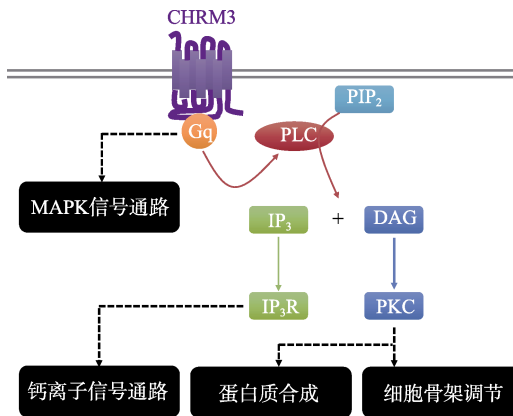 CHRM3
PIP₂
Gq
PLC
MAPK信号通路
IP₃
+
DAG
IP₃R
PKC
钙离子信号通路
蛋白质合成
细胞骨架调节